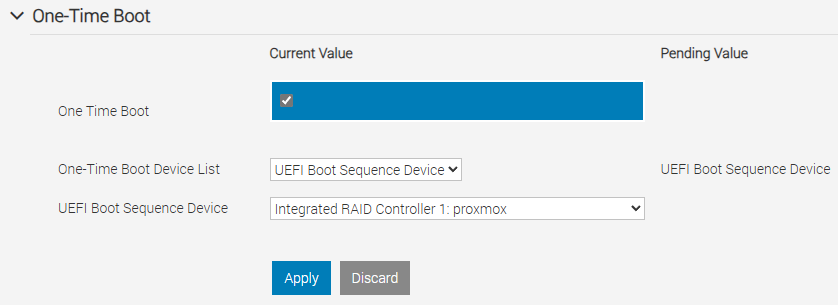 One-Time Boot
Current Value Pending Value
One Time Boot
One-Time Boot Device List UEFI Boot Sequence Device UEFI Boot Sequence Device
UEFI Boot Sequence Device Integrated RAID Controller 1: proxmox
Apply Discard